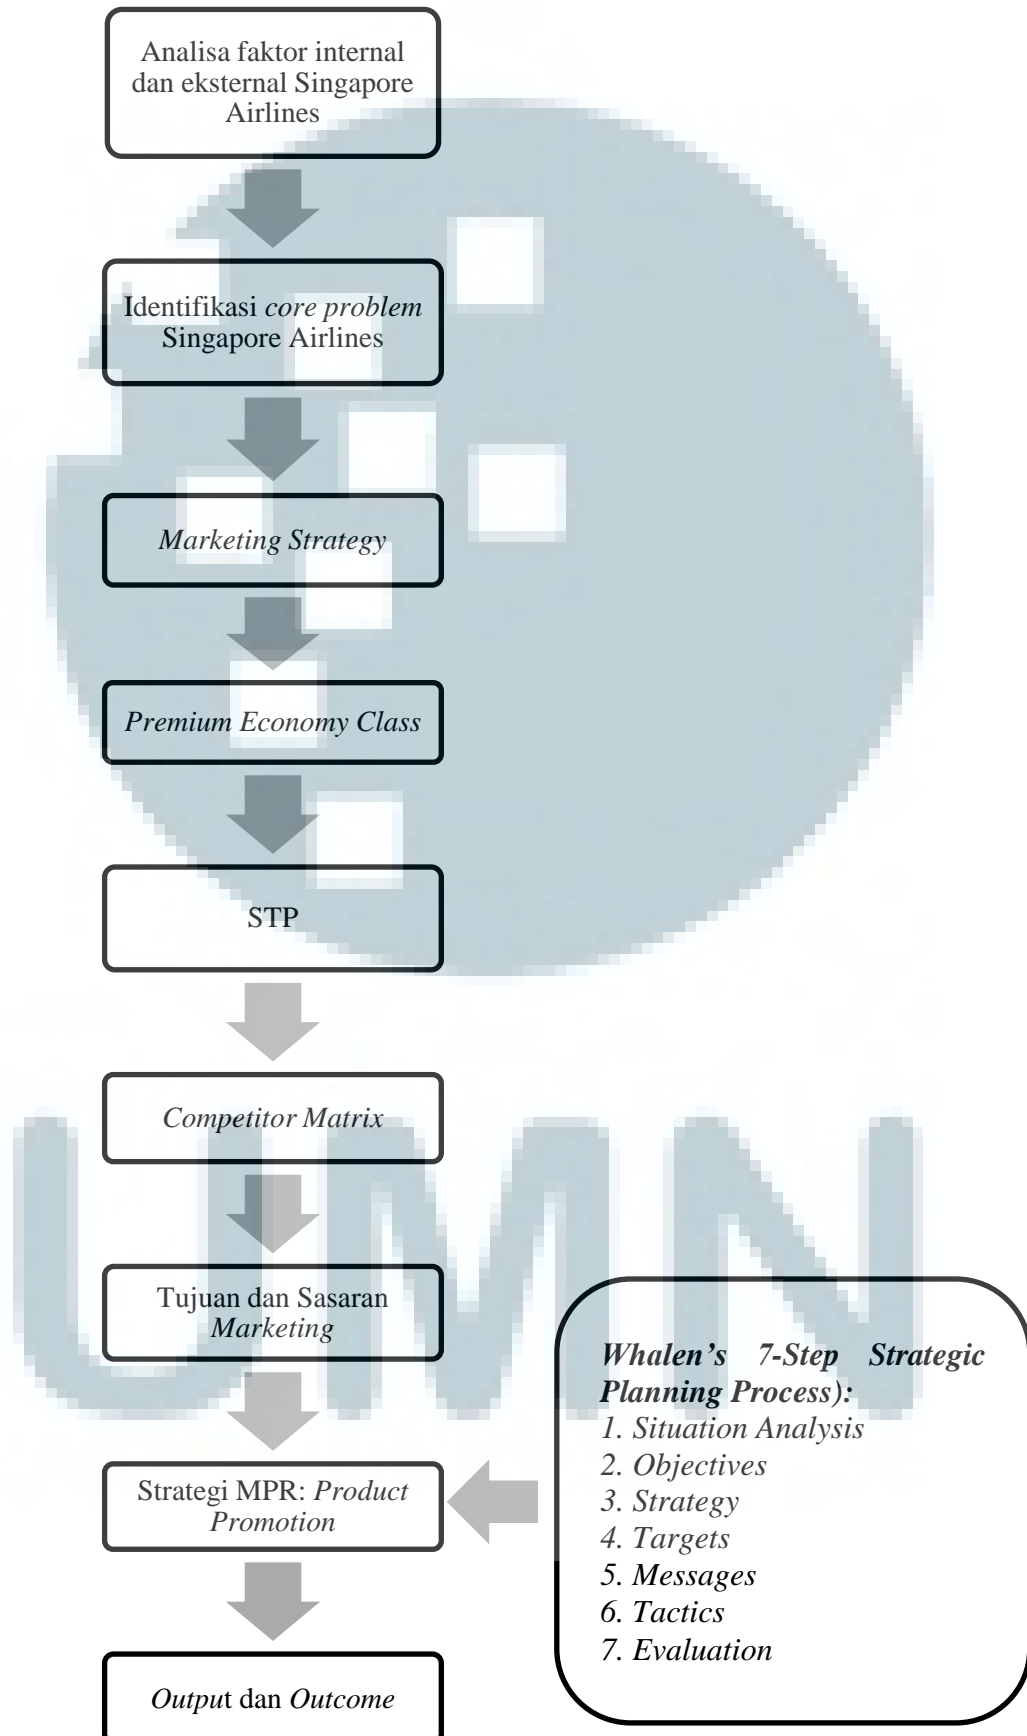 Analisa faktor internal
dan eksternal Singapore
Airlines
Identifikasi core problem
Singapore Airlines
Marketing Strategy
Premium Economy Class
STP
Competitor Matrix
Tujuan dan Sasaran
Marketing
Strategi MPR: Product
Promotion
Output dan Outcome
Whalen’s 7-Step Strategic
Planning Process):
1. Situation Analysis
2. Objectives
3. Strategy
4. Targets
5. Messages
6. Tactics
7. Evaluation
UMN